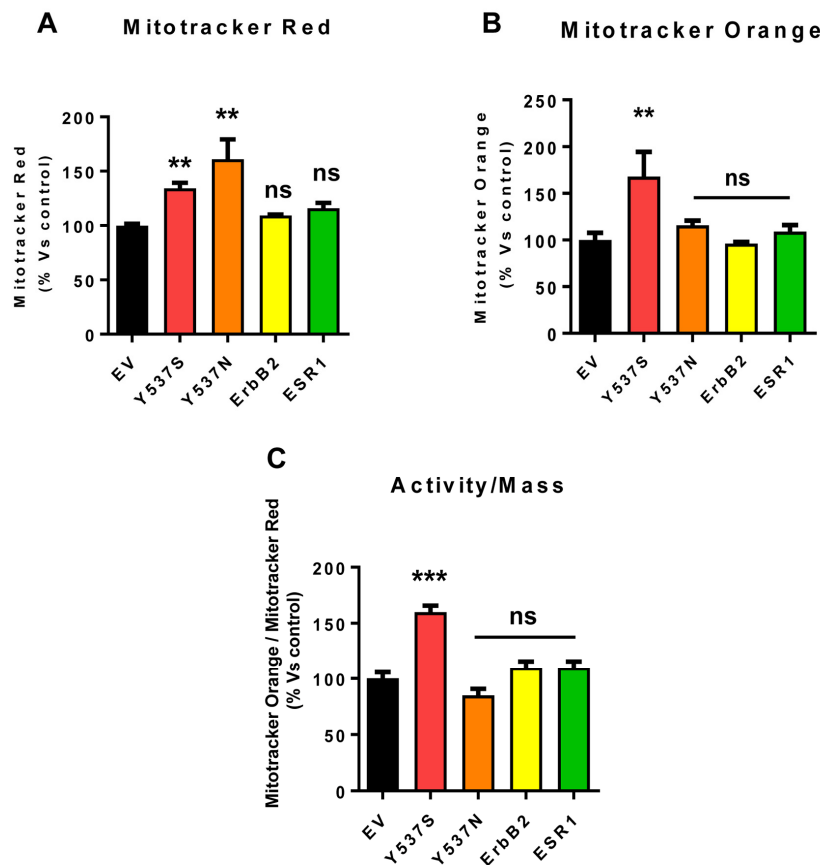 A
Mitotracker Red
Mitotracker Red
(% Vs control)
200
150
100
50
0
**
**
ns
ns
EV
Y537S
Y537N
ErbB2
ESR1
B
Mitotracker Orange
Mitotracker Orange
(% Vs control)
250
200
150
100
50
0
**
ns
EV
Y537S
Y537N
ErbB2
ESR1
C
Activity/Mass
Mitotracker Orange / Mitotracker Red
(% Vs control)
200
150
100
50
0
***
ns
EV
Y537S
Y537N
ErbB2
ESR1